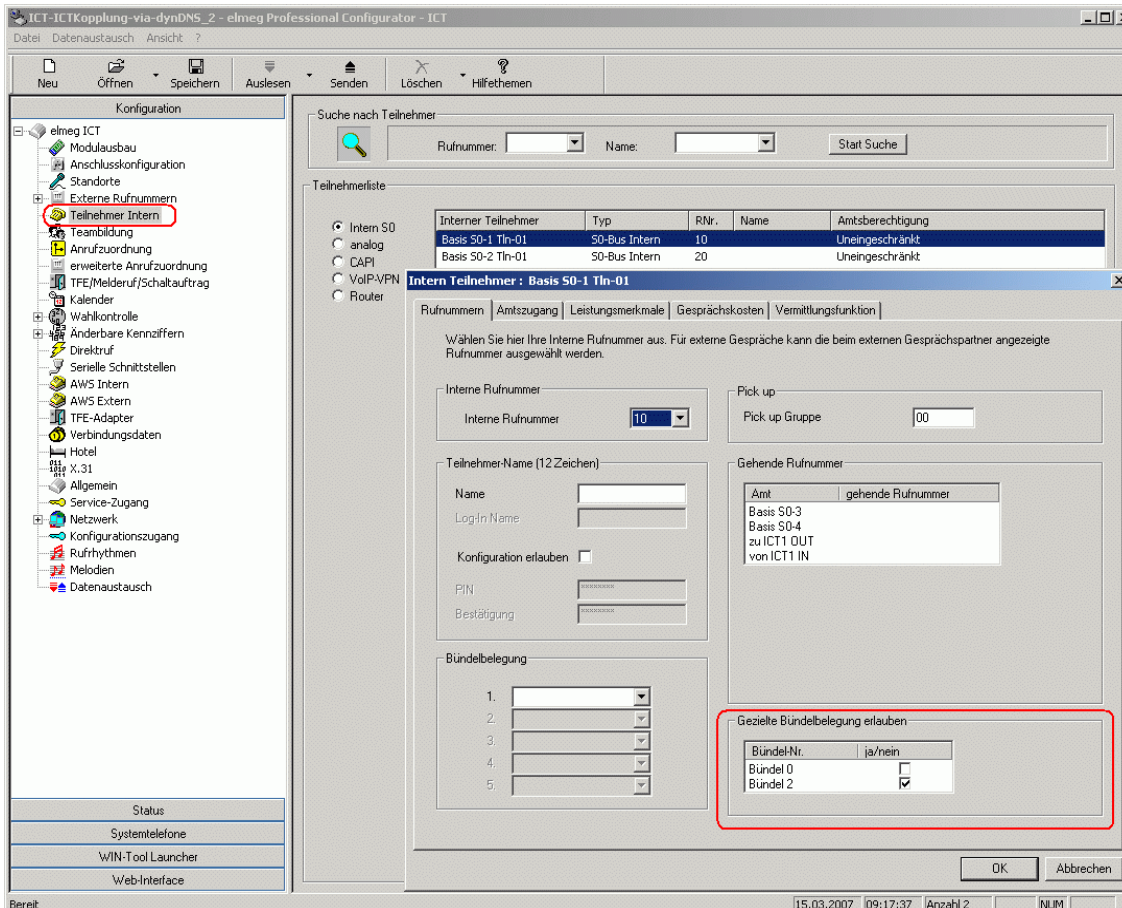 ICT-ICTKopplung-via-dynDNS_2 - elmeg Professional Configurator - ICT
Datei Datenaustausch Ansicht ?
Neu Öffnen Speichern Auslesen Senden Löschen Hilfethemen
Konfiguration
elmeg ICT
Modulausbau
Anschlusskonfiguration
Standorte
Externe Rufnummern
Teilnehmer Intern
Teambildung
Anrufzuordnung
erweiterte Anrufzuordnung
TFE/Melderuf/Schaltauftrag
Kalender
Wahlkontrolle
Änderbare Kennziffern
Direktruf
Serielle Schnittstellen
AWS Intern
AWS Extern
TFE-Adapter
Verbindungsdaten
Hotel
X.31
Allgemein
Service-Zugang
Netzwerk
Konfigurationszugang
Rufrhythmen
Melodien
Datenaustausch
Status
Systemtelefone
WIN-Tool Launcher
Web-Interface
Suche nach Teilnehmer
Rufnummer: Name: Start Suche
Teilnehmerliste
Intern S0
analog
CAPI
VoIP-VPN
Router
Interner Teilnehmer Typ RNr. Name Amtsberechtigung
Basis S0-1 Tln-01 S0-Bus Intern 10 Uneingeschränkt
Basis S0-2 Tln-01 S0-Bus Intern 20 Uneingeschränkt
Intern Teilnehmer : Basis S0-1 Tln-01
Rufnummern Amtszugang Leistungsmerkmale Gesprächskosten Vermittlungsfunktion
Wählen Sie hier Ihre Interne Rufnummer aus. Für externe Gespräche kann die beim externen Gesprächspartner angezeigte
Rufnummer ausgewählt werden.
Interne Rufnummer
Interne Rufnummer 10
Pick up
Pick up Gruppe 00
Teilnehmer-Name (12 Zeichen)
Name
Log-In Name
Konfiguration erlauben
PIN ********
Bestätigung ********
Gehende Rufnummer
Amt gehende Rufnummer
Basis S0-3
Basis S0-4
zu ICT1 OUT
von ICT1 IN
Bündelbelegung
1.
2.
3.
4.
5.
Gezielte Bündelbelegung erlauben
Bündel-Nr. ja/nein
Bündel 0
Bündel 2
OK Abbrechen
Bereit 15.03.2007 09:17:37 Anzahl 2 NUM